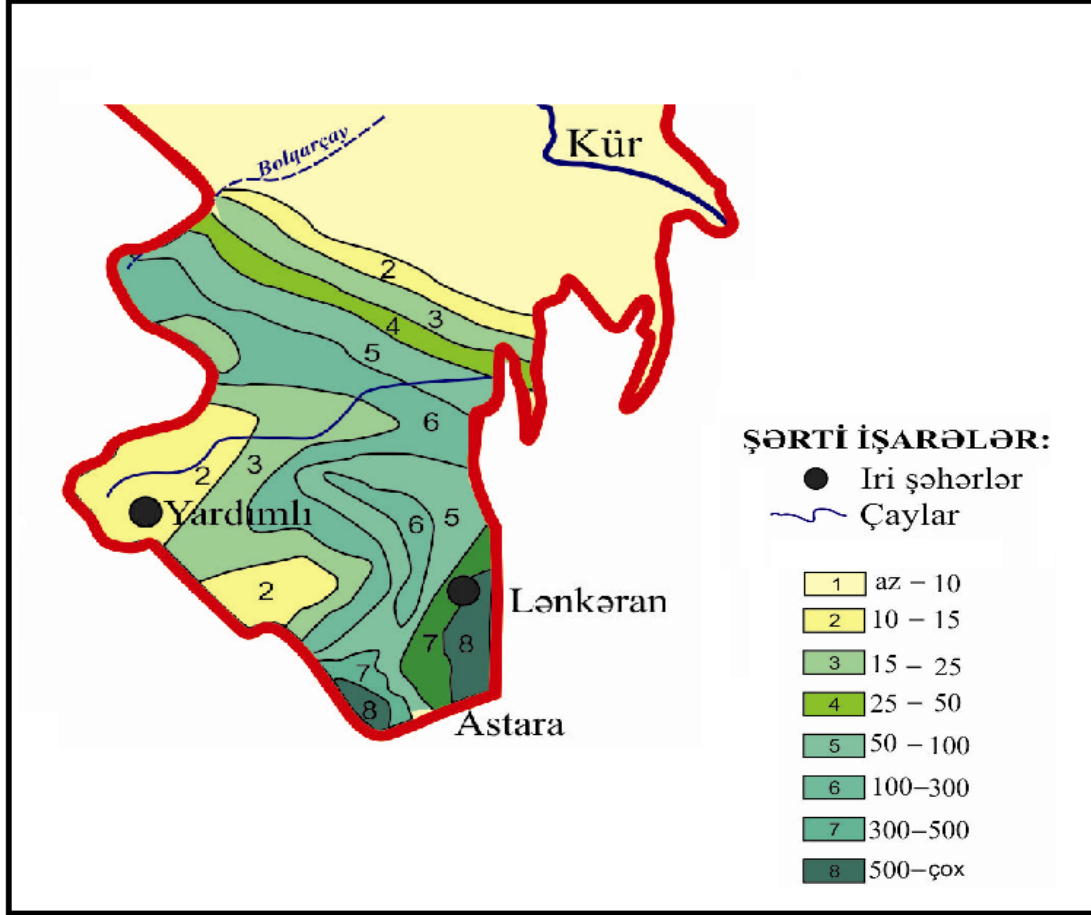 Bolqarçay
Kür
2
3
4
5
6
2
3
Yardımlı
5
6
2
Lənkəran
7
8
7
8
Astara
ŞƏRTİ İŞARƏLƏR:
Iri şəhərlər
Çaylar
1 az – 10
2 10 – 15
3 15 – 25
4 25 – 50
5 50 – 100
6 100–300
7 300–500
8 500–çox